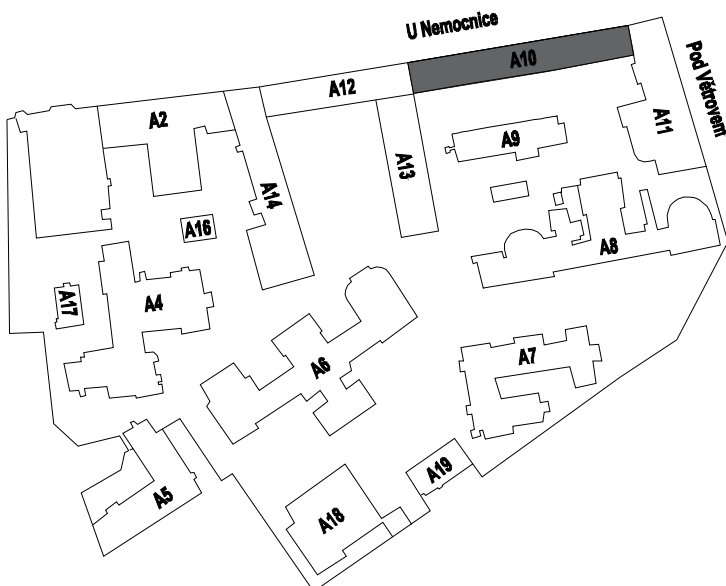 U Nemocnice
Pod Větrovem
A10
A12
A2
A11
A9
A13
A14
A16
A8
A17
A4
A7
A6
A19
A5
A18